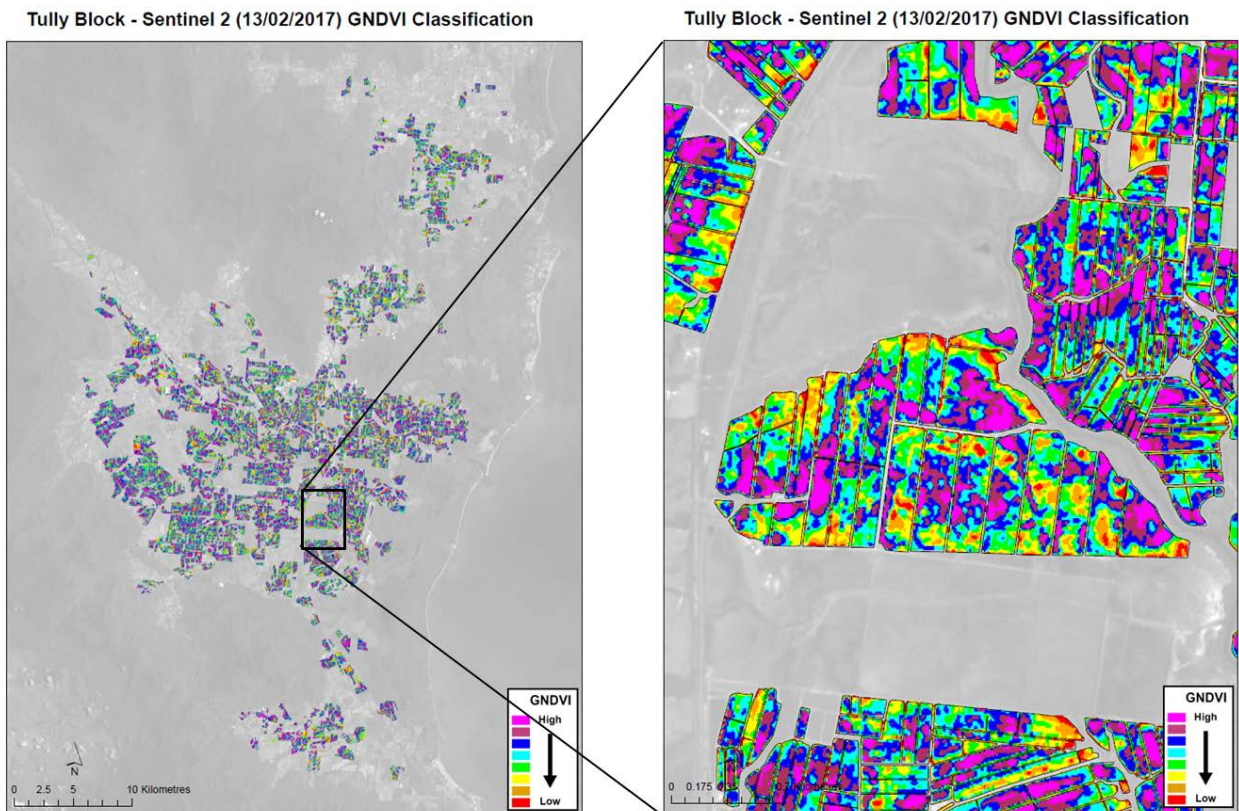 Tully Block - Sentinel 2 (13/02/2017) GNDVI Classification
Tully Block - Sentinel 2 (13/02/2017) GNDVI Classification
GNDVI
High
Low
N
0 2.5 5 10 Kilometres
GNDVI
High
Low
0 0.175